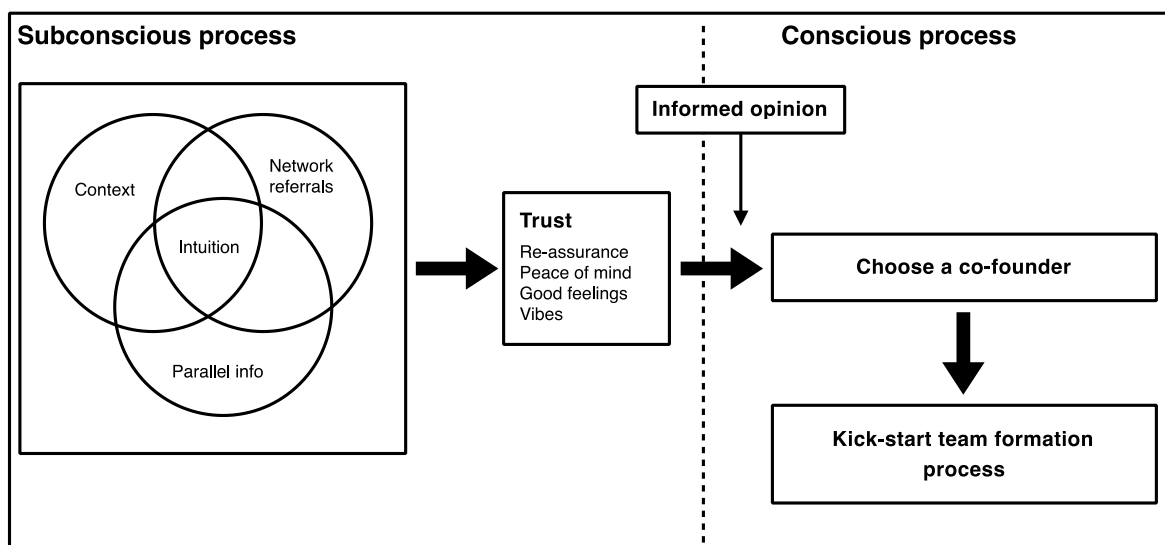 Subconscious process
Conscious process
Informed opinion
Context
Network
referrals
Intuition
Parallel info
Trust
Re-assurance
Peace of mind
Good feelings
Vibes
Choose a co-founder
Kick-start team formation
process